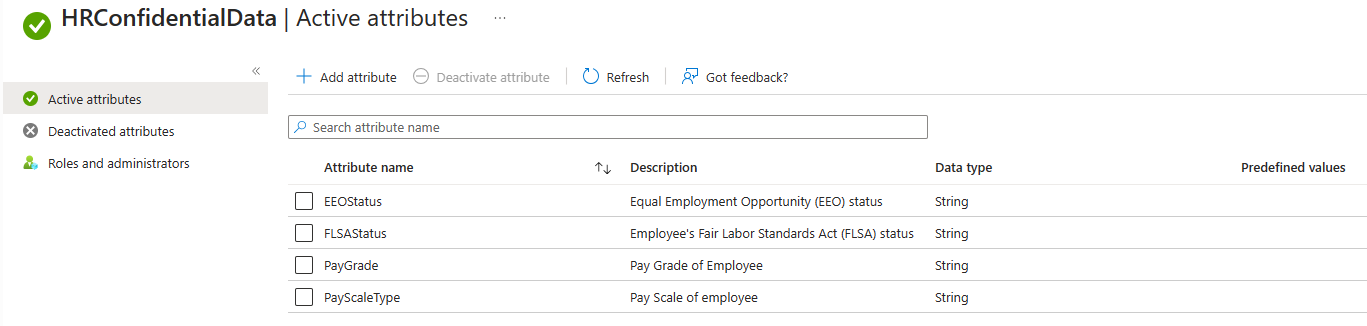 HRConfidentialData | Active attributes ...
«
Add attribute Deactivate attribute Refresh Got feedback?
Active attributes
Deactivated attributes
Roles and administrators
Search attribute name
Attribute name ↑↓ Description Data type Predefined values
EEOStatus Equal Employment Opportunity (EEO) status String
FLSAStatus Employee's Fair Labor Standards Act (FLSA) status String
PayGrade Pay Grade of Employee String
PayScaleType Pay Scale of employee String